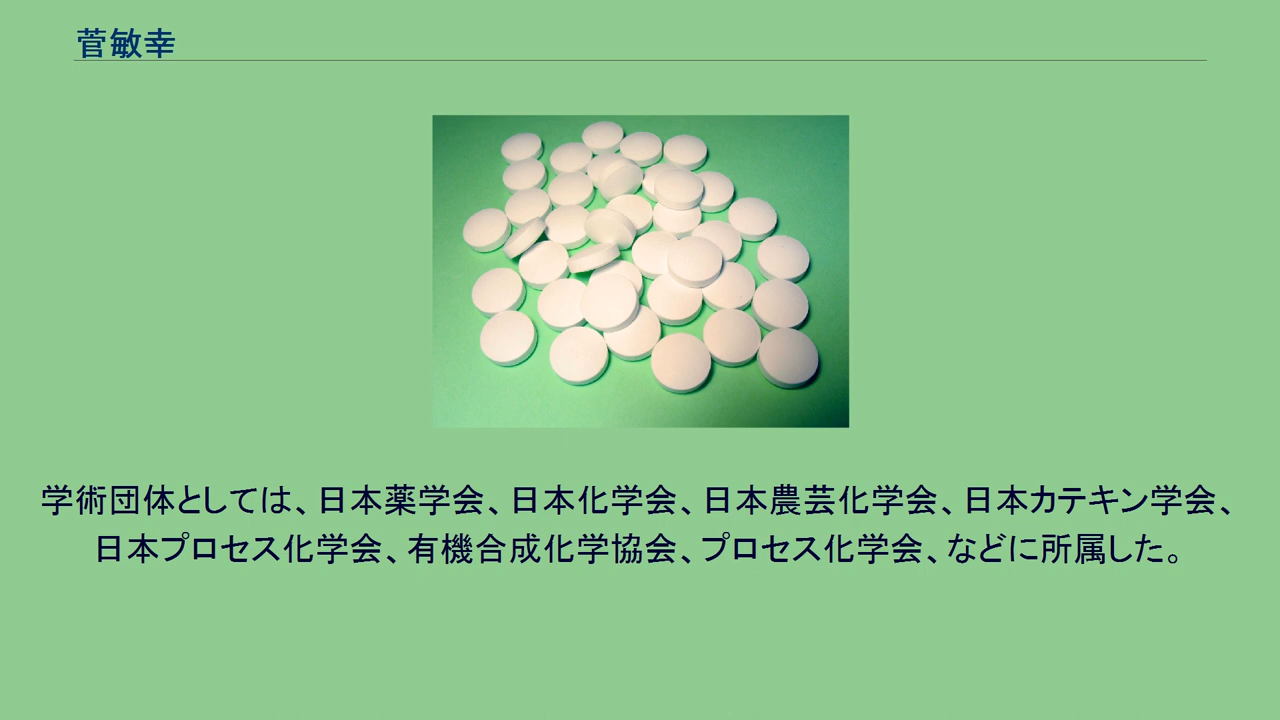 菅敏幸
学術団体としては、日本薬学会、日本化学会、日本農芸化学会、日本カテキン学会、
日本プロセス化学会、有機合成化学協会、プロセス化学会、などに所属した。